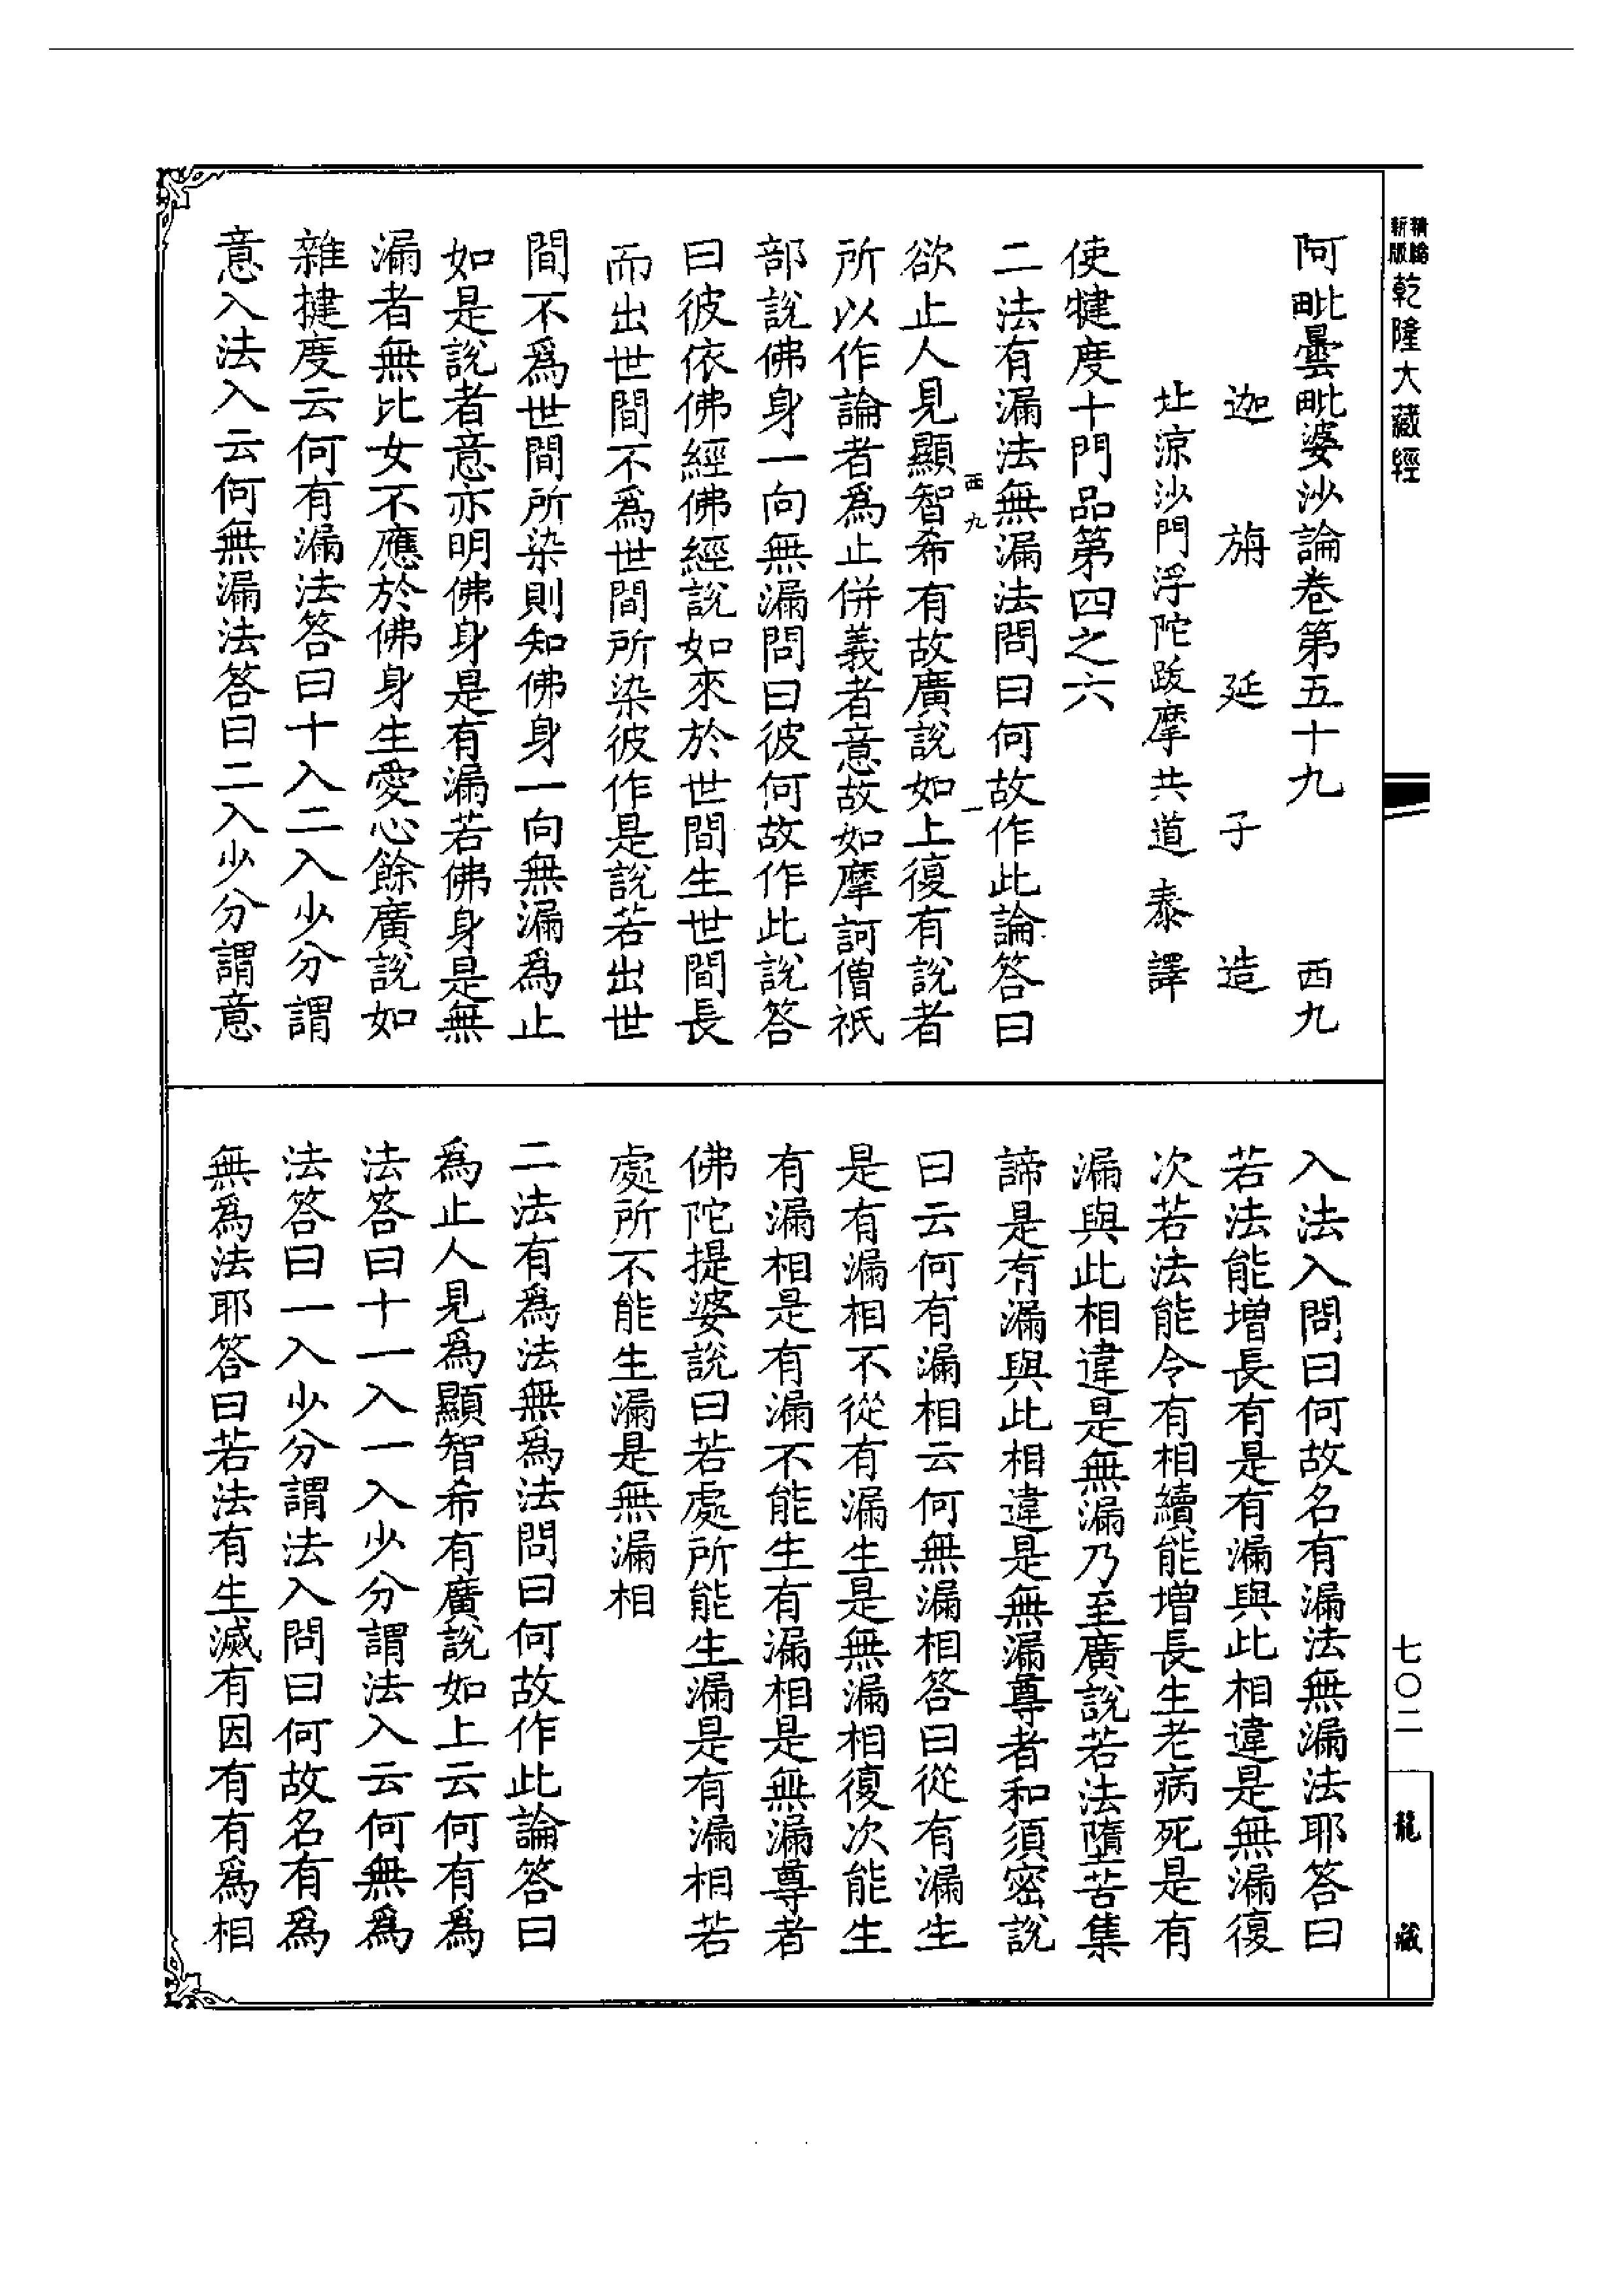 新版精縮乾隆大藏經
阿毗曇毗婆沙論卷第五十九　西九
迦旃延子造
北涼沙門浮陀跋摩共道泰譯
使犍度十門品第四之六
二法有漏法無漏法問曰何故作此論答曰
西九　一
欲止人見顯智希有故廣說如上復有說者
所以作論者爲止併義者意故如摩訶僧祇
部說佛身一向無漏問曰彼何故作此說答
曰彼依佛經佛經說如來於世間生世間長
而出世間不爲世間所染彼作是說若出世
間不爲世間所染則知佛身一向無漏爲止
如是說者意亦明佛身是有漏若佛身是無
漏者無比女不應於佛身生愛心餘廣說如
雜揵度云何有漏法答曰十入二入少分謂
意入法入云何無漏法答曰二入少分謂意
入法入問曰何故名有漏法無漏法耶答曰
若法能增長有是有漏與此相違是無漏復
次若法能令有相續能增長生老病死是有
漏與此相違是無漏乃至廣說若法墮苦集
諦是有漏與此相違是無漏尊者和須密說
曰云何有漏相云何無漏相答曰從有漏生
是有漏相不從有漏生是無漏相復次能生
有漏相是有漏不能生有漏相是無漏尊者
佛陀提婆說曰若處所能生漏是有漏相若
處所不能生漏是無漏相
二法有爲法無爲法問曰何故作此論答曰
爲止人見爲顯智希有廣說如上云何有爲
法答曰十一入一入少分謂法入云何無爲
法答曰一入少分謂法入問曰何故名有爲
無爲法耶答曰若法有生滅有因有有爲相
七〇二
龍藏